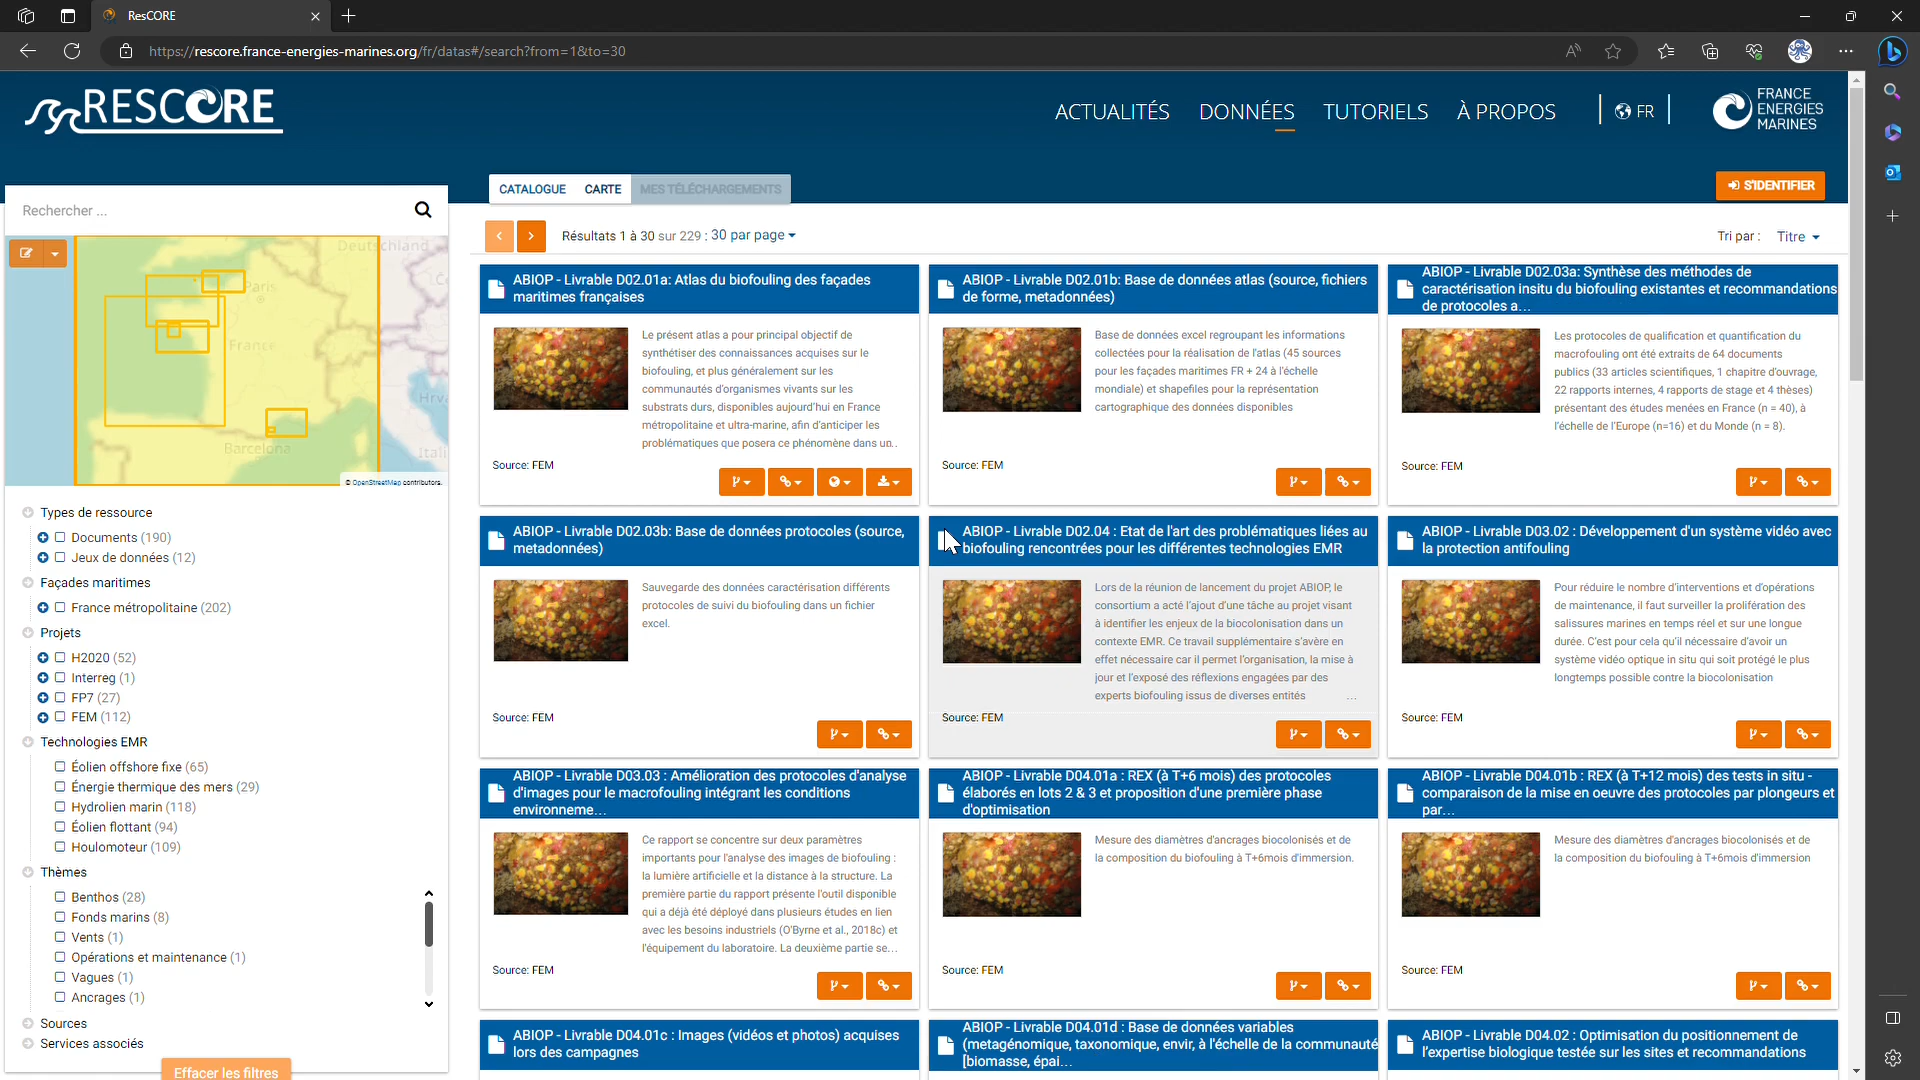 ResCORE
https://rescore.france-energies-marines.org/fr/datas#/search?from=1&to=30
RESCORE
ACTUALITÉS
DONNÉES
TUTORIELS
À PROPOS
FR
FRANCE
ENERGIES
MARINES
CATALOGUE
CARTE
MES TÉLÉCHARGEMENTS
S'IDENTIFIER
Rechercher ...
Résultats 1 à 30 sur 229 : 30 par page
Tri par : Titre
Deutschland
Paris
France
Hrva
Barcelona
Itali
© OpenStreetMap contributors.
Types de ressource
Documents (190)
Jeux de données (12)
Façades maritimes
France métropolitaine (202)
Projets
H2020 (52)
Interreg (1)
FP7 (27)
FEM (112)
Technologies EMR
Éolien offshore fixe (65)
Énergie thermique des mers (29)
Hydrolien marin (118)
Éolien flottant (94)
Houlomoteur (109)
Thèmes
Benthos (28)
Fonds marins (8)
Vents (1)
Opérations et maintenance (1)
Vagues (1)
Ancrages (1)
Sources
Services associés
Effacer les filtres
ABIOP - Livrable D02.01a: Atlas du biofouling des façades
maritimes françaises
Le présent atlas a pour principal objectif de
synthétiser des connaissances acquises sur le
biofouling, et plus généralement sur les
communautés d'organismes vivants sur les
substrats durs, disponibles aujourd'hui en France
métropolitaine et ultra-marine, afin d'anticiper les
problématiques que posera ce phénomène dans un..
Source: FEM
ABIOP - Livrable D02.01b: Base de données atlas (source, fichiers
de forme, metadonnées)
Base de données excel regroupant les informations
collectées pour la réalisation de l'atlas (45 sources
pour les façades maritimes FR + 24 à l'échelle
mondiale) et shapefiles pour la représentation
cartographique des données disponibles
Source: FEM
ABIOP - Livrable D02.03a: Synthèse des méthodes de
caractérisation insitu du biofouling existantes et recommandations
de protocoles a...
Les protocoles de qualification et quantification du
macrofouling ont été extraits de 64 documents
publics (33 articles scientifiques, 1 chapitre d'ouvrage,
22 rapports internes, 4 rapports de stage et 4 thèses)
présentant des études menées en France (n = 40), à
l'échelle de l'Europe (n=16) et du Monde (n = 8).
Source: FEM
ABIOP - Livrable D02.03b: Base de données protocoles (source,
metadonnées)
Sauvegarde des données caractérisation différents
protocoles de suivi du biofouling dans un fichier
excel.
Source: FEM
ABIOP - Livrable D02.04 : Etat de l'art des problématiques liées au
biofouling rencontrées pour les différentes technologies EMR
Lors de la réunion de lancement du projet ABIOP, le
consortium a acté l'ajout d'une tâche au projet visant
à identifier les enjeux de la biocolonisation dans un
contexte EMR. Ce travail supplémentaire s'avère en
effet nécessaire car il permet l'organisation, la mise à
jour et l'exposé des réflexions engagées par des
experts biofouling issus de diverses entités ...
Source: FEM
ABIOP - Livrable D03.02 : Développement d'un système vidéo avec
la protection antifouling
Pour réduire le nombre d'interventions et d'opérations
de maintenance, il faut surveiller la prolifération des
salissures marines en temps réel et sur une longue
durée. C'est pour cela qu'il nécessaire d'avoir un
système vidéo optique in situ qui soit protégé le plus
longtemps possible contre la biocolonisation
Source: FEM
ABIOP - Livrable D03.03 : Amélioration des protocoles d'analyse
d'images pour le macrofouling intégrant les conditions
environneme...
Ce rapport se concentre sur deux paramètres
importants pour l'analyse des images de biofouling :
la lumière artificielle et la distance à la structure. La
première partie du rapport présente l'outil disponible
qui a déjà été déployé dans plusieurs études en lien
avec les besoins industriels (O'Byrne et al., 2018c) et
l'équipement du laboratoire. La deuxième partie se...
Source: FEM
ABIOP - Livrable D04.01a : REX (à T+6 mois) des protocoles
élaborés en lots 2 & 3 et proposition d'une première phase
d'optimisation
Mesure des diamètres d'ancrages biocolonisés et de
la composition du biofouling à T+6mois d'immersion.
Source: FEM
ABIOP - Livrable D04.01b : REX (à T+12 mois) des tests in situ -
comparaison de la mise en oeuvre des protocoles par plongeurs et
par...
Mesure des diamètres d'ancrages biocolonisés et de
la composition du biofouling à T+6mois d'immersion
Source: FEM
ABIOP - Livrable D04.01c : Images (vidéos et photos) acquises
lors des campagnes
ABIOP - Livrable D04.01d : Base de données variables
(metagénomique, taxonomique, envir, à l'échelle de la communauté
[biomasse, épai...
ABIOP - Livrable D04.02 : Optimisation du positionnement de
l'expertise biologique testée sur les sites et recommandations